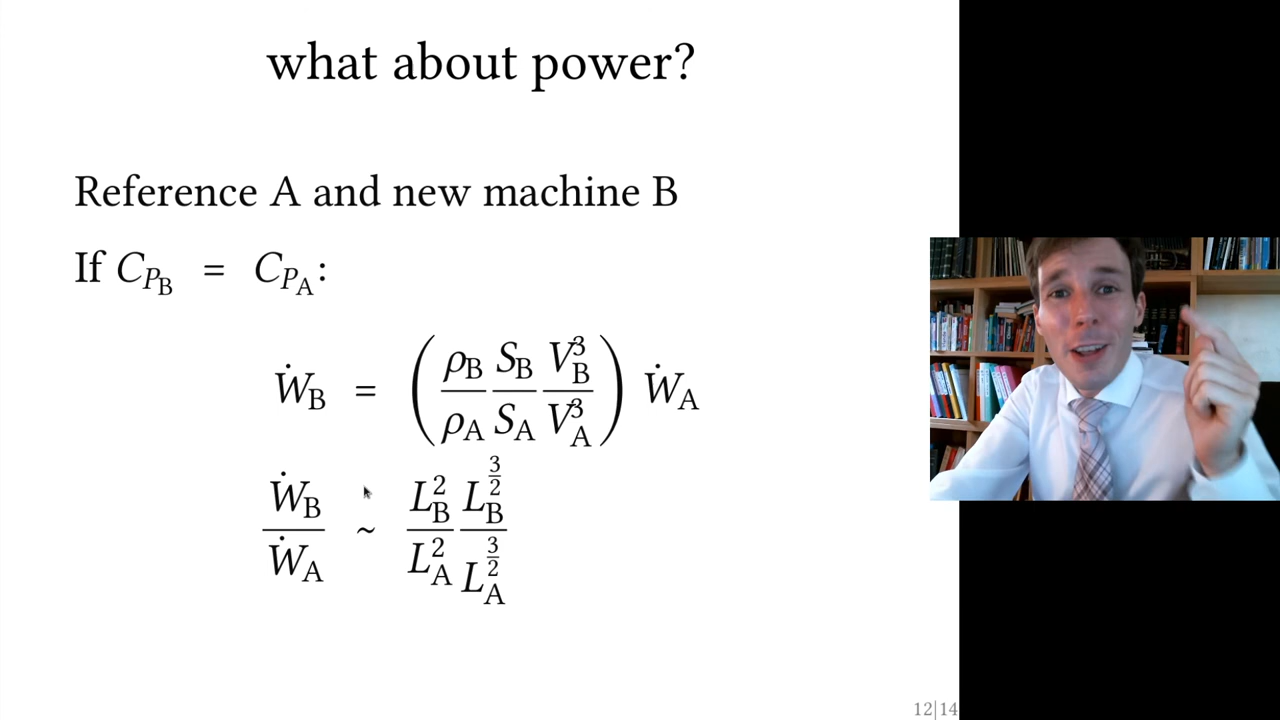 what about power?
Reference A and new machine B
If C_{P_B} = C_{P_A}:
Ẇ_B = (ρ_B/ρ_A S_B/S_A V_B^3/V_A^3) Ẇ_A
Ẇ_B/Ẇ_A ~ L_B^2/L_A^2 L_B^{3/2}/L_A^{3/2}
12|14